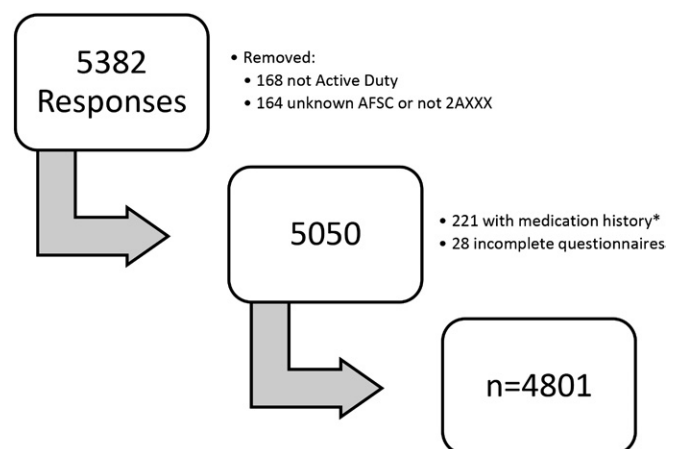 5382
Responses
• Removed:
• 168 not Active Duty
• 164 unknown AFSC or not 2AXXX
5050
• 221 with medication history*
• 28 incomplete questionnaires
n=4801